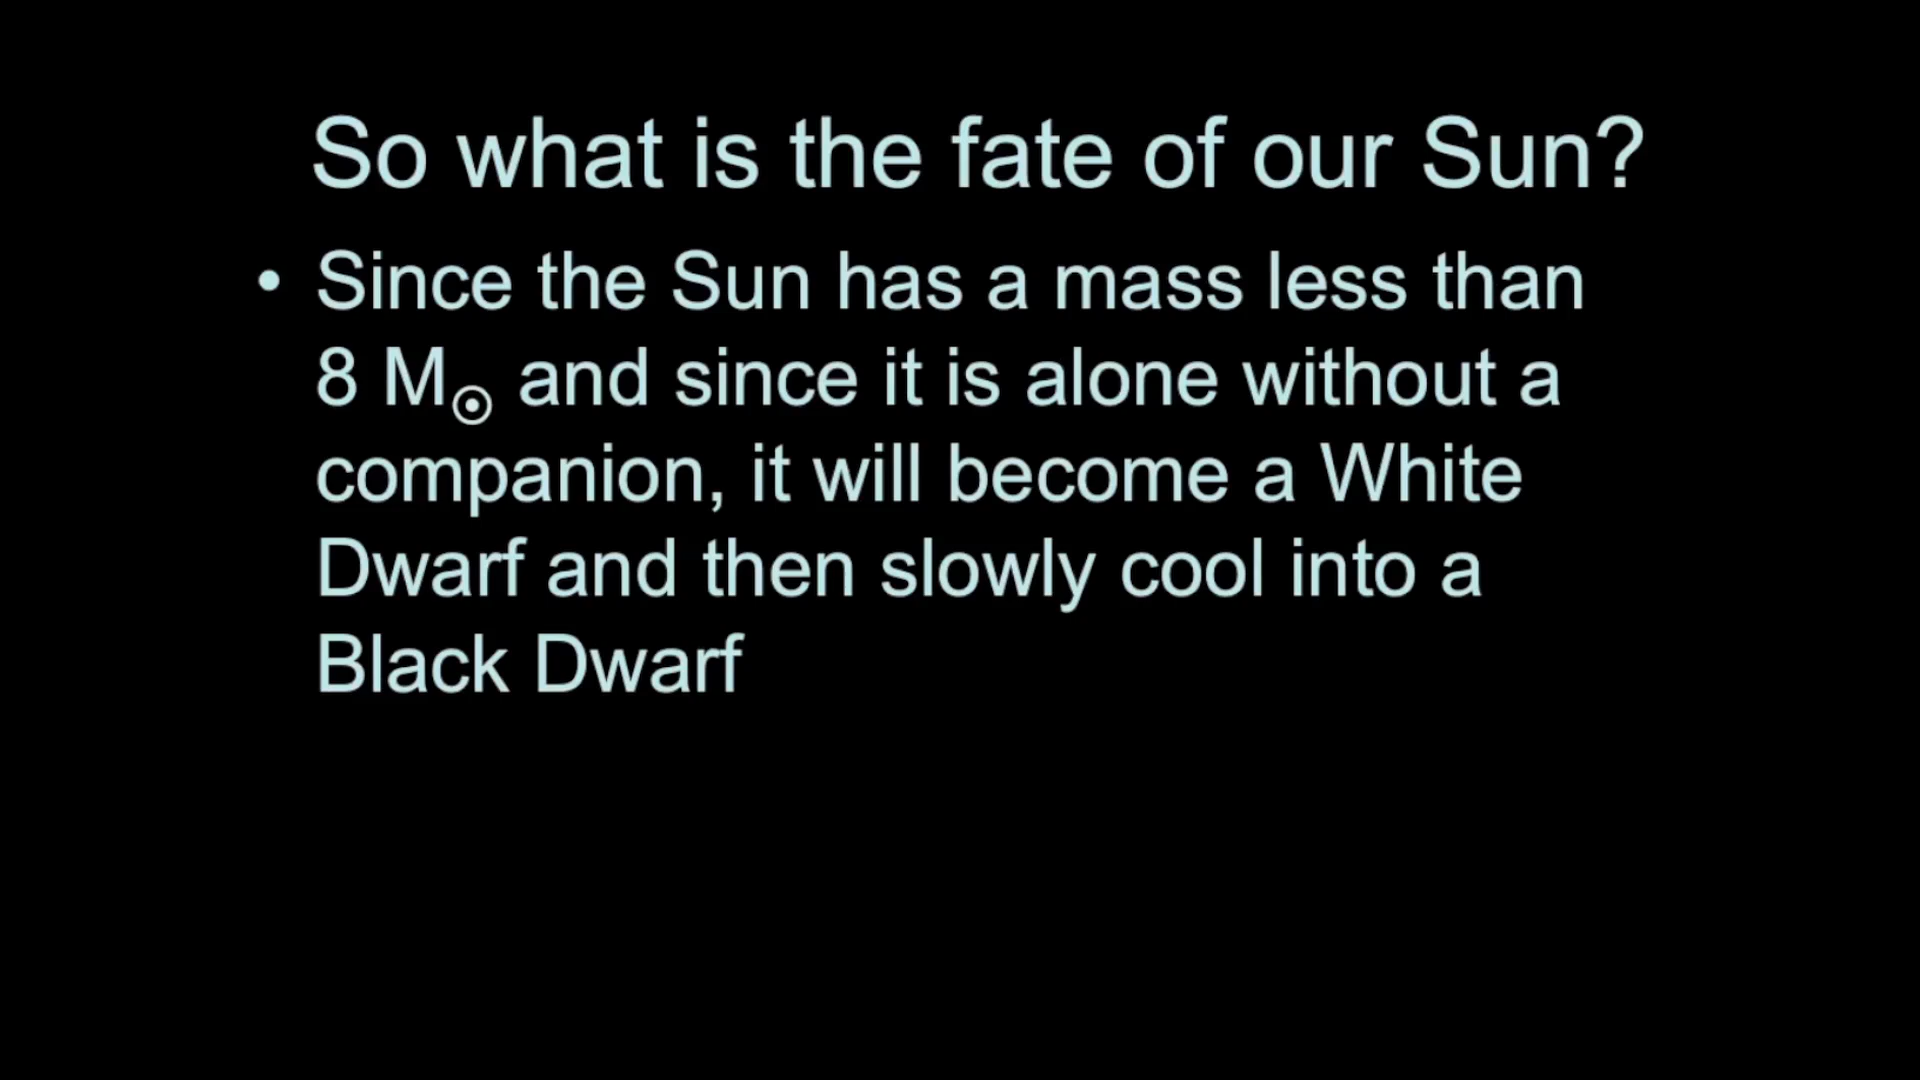 So what is the fate of our Sun?
• Since the Sun has a mass less than
8 M☉ and since it is alone without a
companion, it will become a White
Dwarf and then slowly cool into a
Black Dwarf